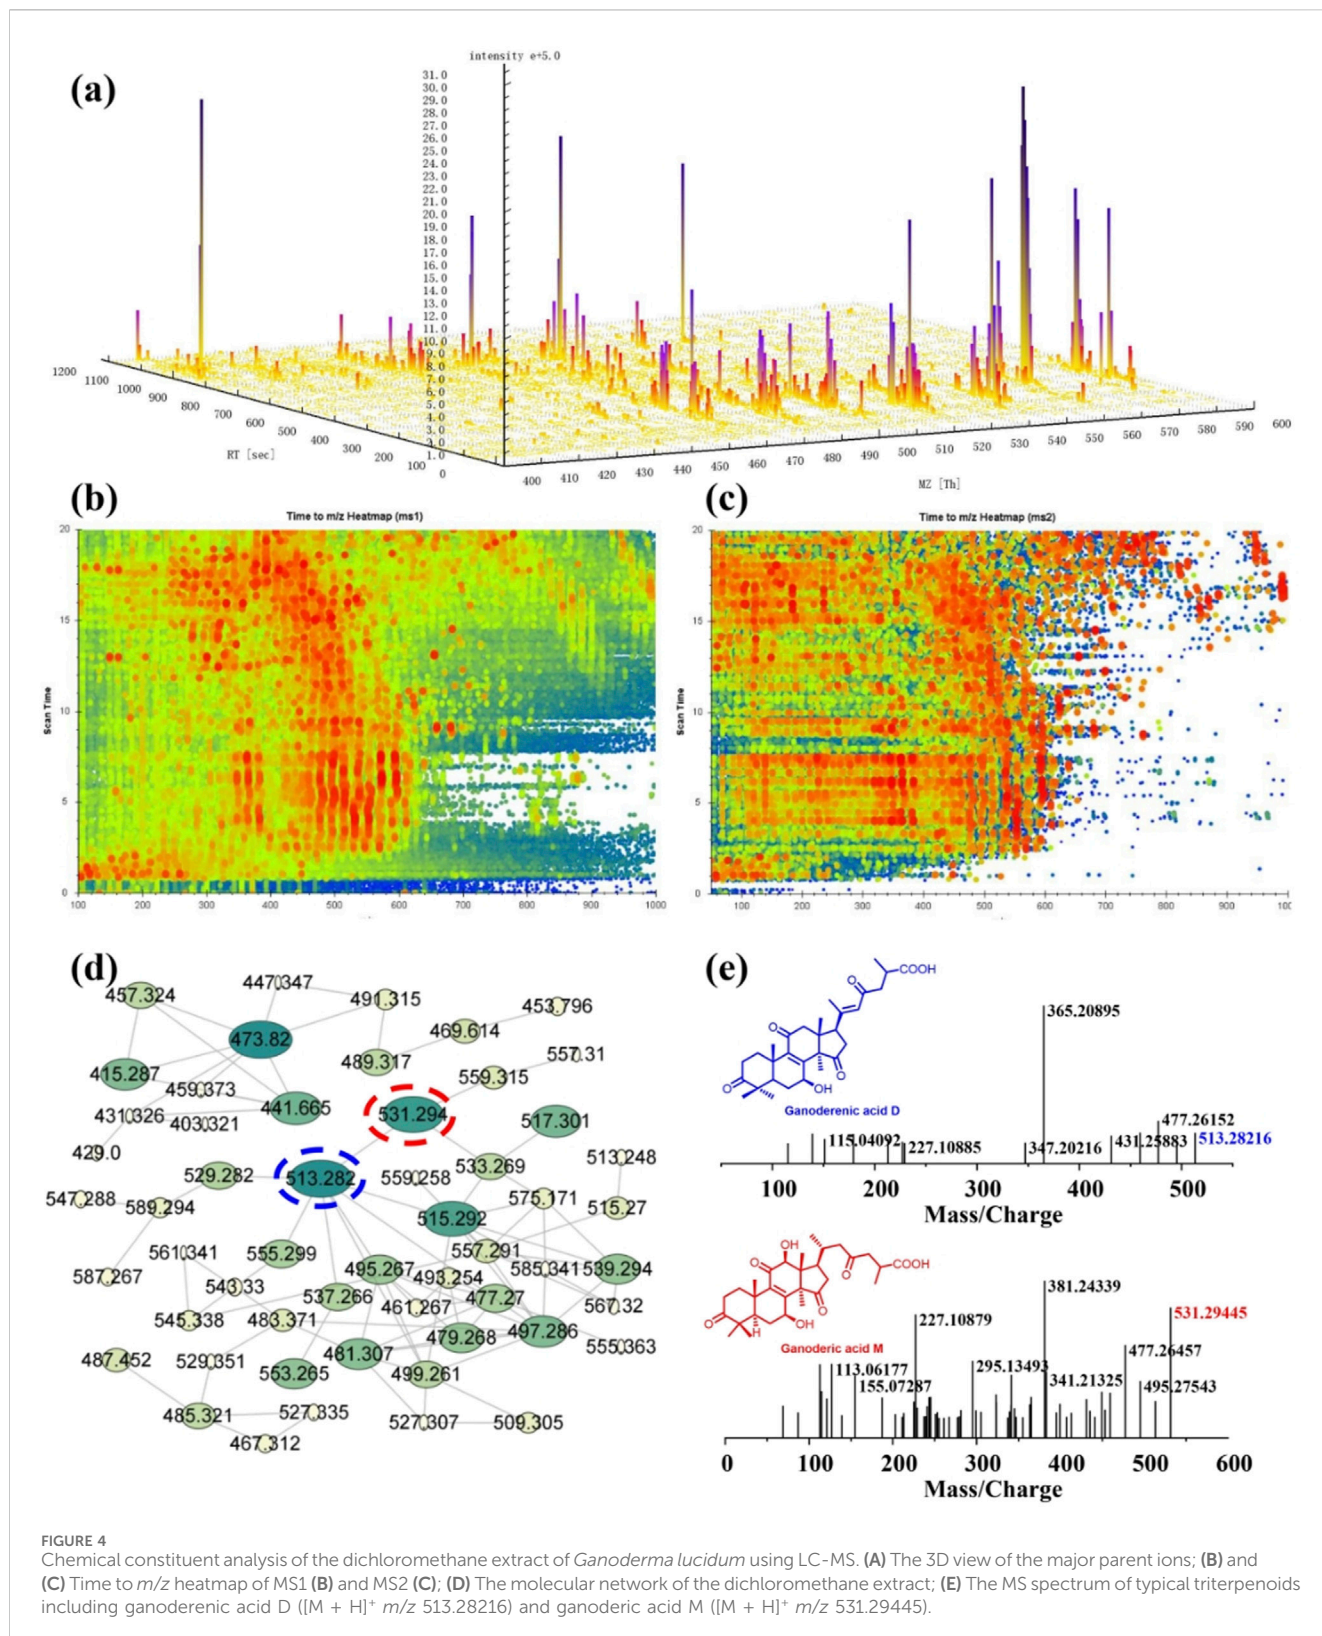 (a)
intensity e+5.0
31.0
30.0
29.0
28.0
27.0
26.0
25.0
24.0
23.0
22.0
21.0
20.0
19.0
18.0
17.0
16.0
15.0
14.0
13.0
12.0
11.0
10.0
9.0
8.0
7.0
6.0
5.0
4.0
3.0
2.0
1.0
0
1200 1100 1000 900 800 700 600 500 400 300 200 100
RT [sec]
400 410 420 430 440 450 460 470 480 490 500 510 520 530 540 550 560 570 580 590 600
MZ [Th]
(b)
Time to m/z Heatmap (ms1)
Scan Time
20
15
10
5
0
100 200 300 400 500 600 700 800 900 1000
(c)
Time to m/z Heatmap (ms2)
Scan Time
20
15
10
5
0
100 200 300 400 500 600 700 800 900 100
(d)
447.347
457.324
491.315
453.796
473.82
469.614
489.317
557.31
415.287
559.315
459.373
441.665
531.294
431.326
403.321
517.301
429.0
533.269
513.248
529.282
513.282
559.258
547.288
589.294
575.171
515.27
515.292
561.341
555.299
557.291
587.267
543.33
495.267
493.254
585.341
539.294
537.266
461.267
477.27
567.32
545.338
483.371
479.268
497.286
555.363
487.452
529.351
481.307
553.265
499.261
485.321
527.335
527.307
509.305
467.312
(e)
COOH
O
O
O
O
OH
Ganoderenic acid D
365.20895
477.26152
115.04092
227.10885
347.20216
431.25883
513.28216
100 200 300 400 500
Mass/Charge
OH
O
O
COOH
O
O
OH
H
Ganoderic acid M
381.24339
227.10879
531.29445
295.13493
477.26457
113.06177
155.07287
341.21325
495.27543
0 100 200 300 400 500 600
Mass/Charge
FIGURE 4
Chemical constituent analysis of the dichloromethane extract of Ganoderma lucidum using LC-MS. (A) The 3D view of the major parent ions; (B) and
(C) Time to m/z heatmap of MS1 (B) and MS2 (C); (D) The molecular network of the dichloromethane extract; (E) The MS spectrum of typical triterpenoids
including ganoderenic acid D ([M + H]⁺ m/z 513.28216) and ganoderic acid M ([M + H]⁺ m/z 531.29445).